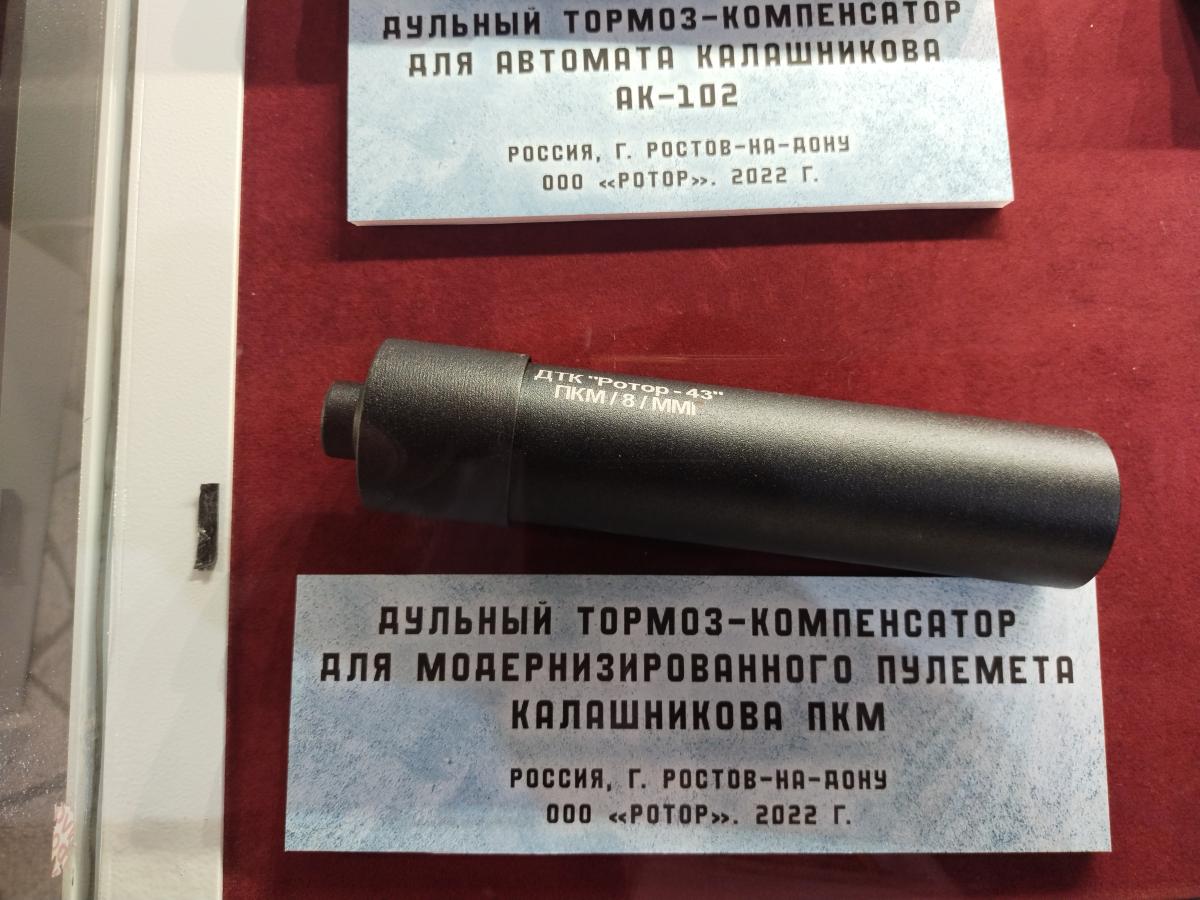 ДУЛЬНЫЙ ТОРМОЗ-КОМПЕНСАТОР
ДЛЯ АВТОМАТА КАЛАШНИКОВА
АК-102
РОССИЯ, Г. РОСТОВ-НА-ДОНУ
ООО «РОТОР». 2022 Г.
ДТК "Ротор-43"
ПКМ / 8 / ММг
ДУЛЬНЫЙ ТОРМОЗ-КОМПЕНСАТОР
ДЛЯ МОДЕРНИЗИРОВАННОГО ПУЛЕМЕТА
КАЛАШНИКОВА ПКМ
РОССИЯ, Г. РОСТОВ-НА-ДОНУ
ООО «РОТОР». 2022 Г.